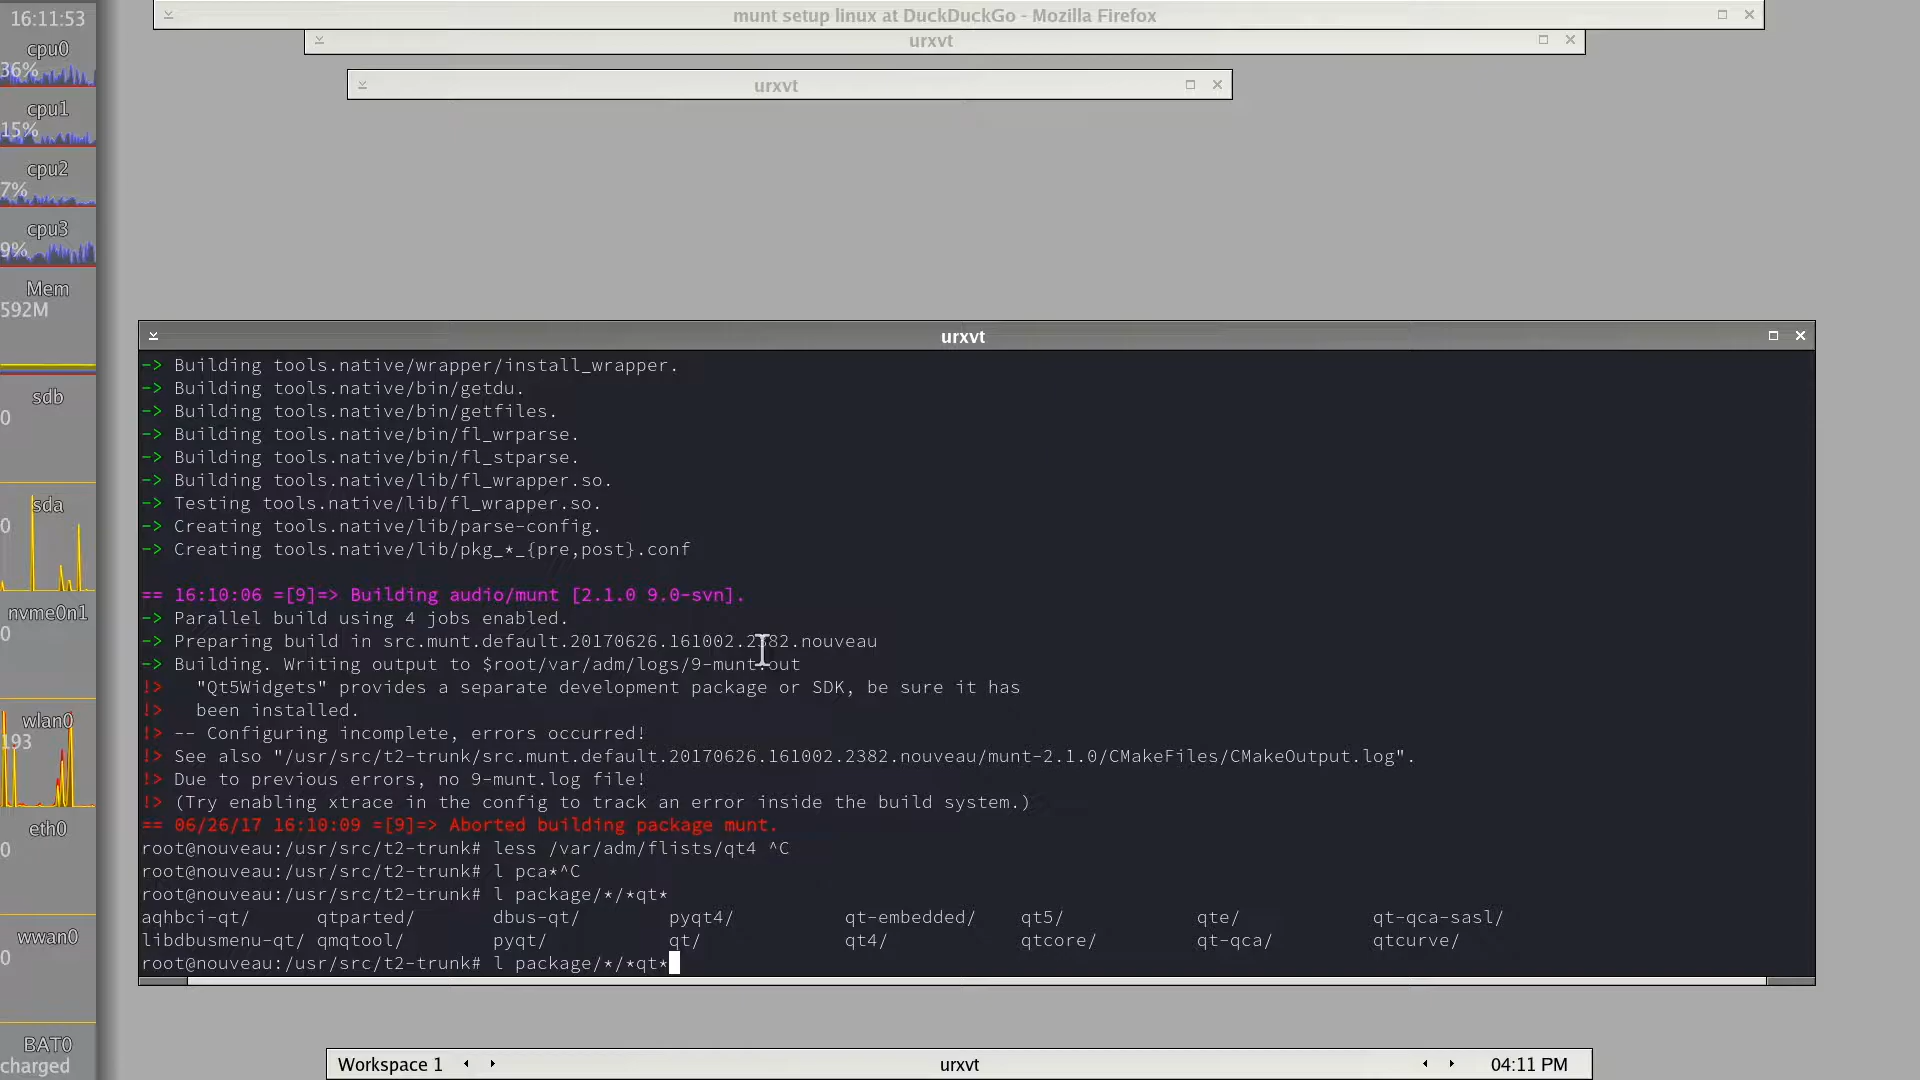 16:11:53
munt setup linux at DuckDuckGo - Mozilla Firefox
urxvt
urxvt
cpu0
36%
cpu1
15%
cpu2
7%
cpu3
9%
Mem
592M
sdb
0
sda
0
nvme0n1
0
wlan0
193
eth0
0
wwan0
0
BAT0
charged
urxvt
-> Building tools.native/wrapper/install_wrapper.
-> Building tools.native/bin/getdu.
-> Building tools.native/bin/getfiles.
-> Building tools.native/bin/fl_wrparse.
-> Building tools.native/bin/fl_stparse.
-> Building tools.native/lib/fl_wrapper.so.
-> Testing tools.native/lib/fl_wrapper.so.
-> Creating tools.native/lib/parse-config.
-> Creating tools.native/lib/pkg_*_{pre,post}.conf
== 16:10:06 =[9]=> Building audio/munt [2.1.0 9.0-svn].
-> Parallel build using 4 jobs enabled.
-> Preparing build in src.munt.default.20170626.161002.2382.nouveau
-> Building. Writing output to $root/var/adm/logs/9-munt.out
!>   "Qt5Widgets" provides a separate development package or SDK, be sure it has
!>   been installed.
!> -- Configuring incomplete, errors occurred!
!> See also "/usr/src/t2-trunk/src.munt.default.20170626.161002.2382.nouveau/munt-2.1.0/CMakeFiles/CMakeOutput.log".
!> Due to previous errors, no 9-munt.log file!
!> (Try enabling xtrace in the config to track an error inside the build system.)
== 06/26/17 16:10:09 =[9]=> Aborted building package munt.
root@nouveau:/usr/src/t2-trunk# less /var/adm/flists/qt4 ^C
root@nouveau:/usr/src/t2-trunk# l pca*^C
root@nouveau:/usr/src/t2-trunk# l package/*/*qt*
aqhbci-qt/ qtparted/ dbus-qt/ pyqt4/ qt-embedded/ qt5/ qte/ qt-qca-sasl/
libdbusmenu-qt/ qmqtool/ pyqt/ qt/ qt4/ qtcore/ qt-qca/ qtcurve/
root@nouveau:/usr/src/t2-trunk# l package/*/*qt*
Workspace 1 urxvt 04:11 PM